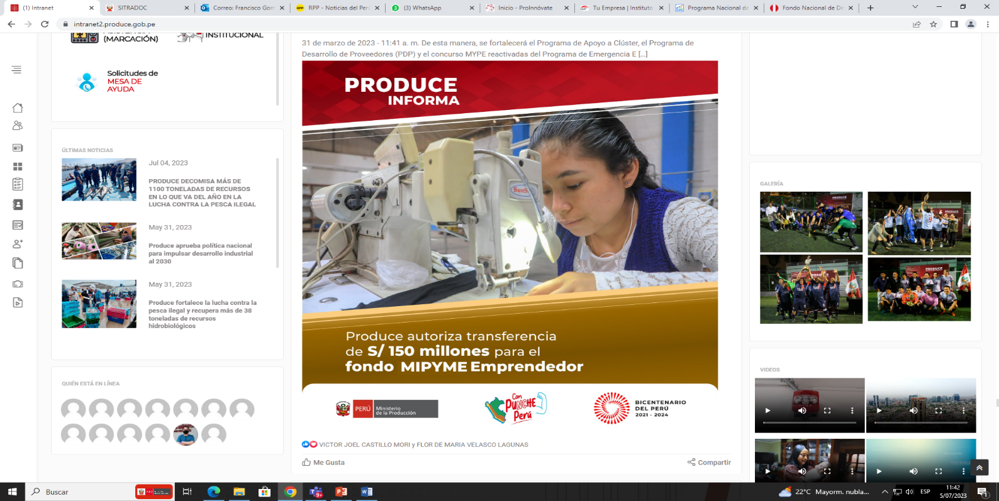 (1) Intranet
SITRADOC
Correo: Francisco Gom
RPP - Noticias del Perú
(3) WhatsApp
Inicio - ProInnóvate
Tu Empresa | Instituto
Programa Nacional de
Fondo Nacional de De
intranet2.produce.gob.pe
(MARCACIÓN)
INSTITUCIONAL
Solicitudes de
MESA DE
AYUDA
ÚLTIMAS NOTICIAS
Jul 04, 2023
PRODUCE DECOMISA MÁS DE
1100 TONELADAS DE RECURSOS
EN LO QUE VA DEL AÑO EN LA
LUCHA CONTRA LA PESCA ILEGAL
May 31, 2023
Produce aprueba política nacional
para impulsar desarrollo industrial
al 2030
May 31, 2023
Produce fortalece la lucha contra la
pesca ilegal y recupera más de 38
toneladas de recursos
hidrobiológicos
QUIÉN ESTÁ EN LÍNEA
31 de marzo de 2023 - 11:41 a. m. De esta manera, se fortalecerá el Programa de Apoyo a Clúster, el Programa de
Desarrollo de Proveedores (PDP) y el concurso MYPE reactivadas del Programa de Emergencia E [...]
PRODUCE
INFORMA
SunS
Produce autoriza transferencia
de S/ 150 millones para el
fondo MIPYME Emprendedor
PERÚ
Ministerio
de la Producción
Con
PUNCHE
Perú
BICENTENARIO
DEL PERÚ
2021 - 2024
VICTOR JOEL CASTILLO MORI y FLOR DE MARIA VELASCO LAGUNAS
Me Gusta
Compartir
GALERÍA
PRODUCE
PRODUCE
PRODUCE
PRODUCE
VIDEOS
Buscar
PERÚ
9+
22°C Mayorm. nubla...
ESP
11:42
5/07/2023
1